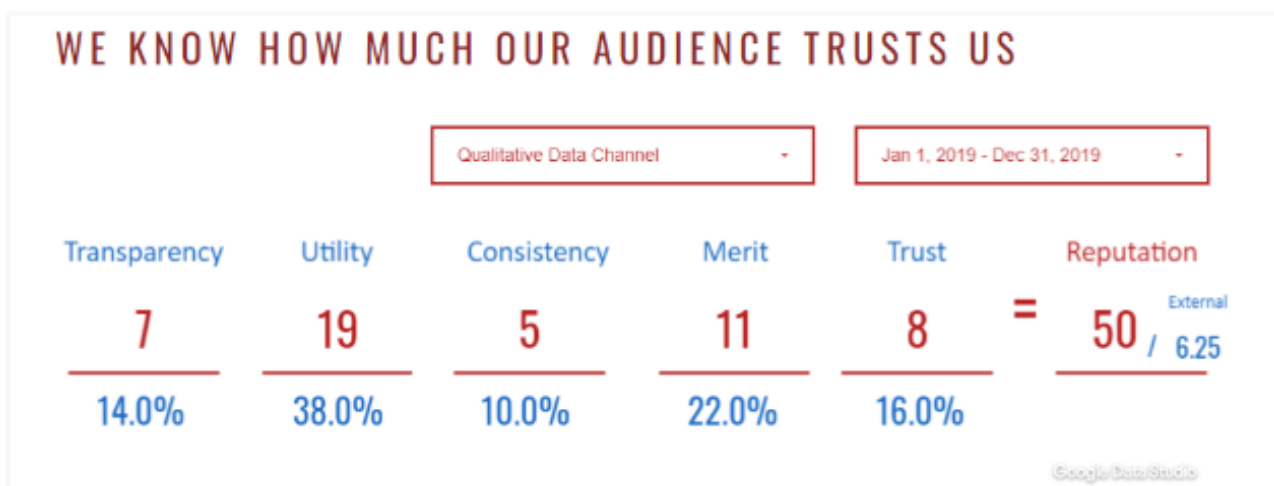 WE KNOW HOW MUCH OUR AUDIENCE TRUSTS US
Qualitative Data Channel Jan 1, 2019 - Dec 31, 2019
Transparency Utility Consistency Merit Trust Reputation
7 19 5 11 8 = 50 / External 6.25
14.0% 38.0% 10.0% 22.0% 16.0%
Google Data Studio